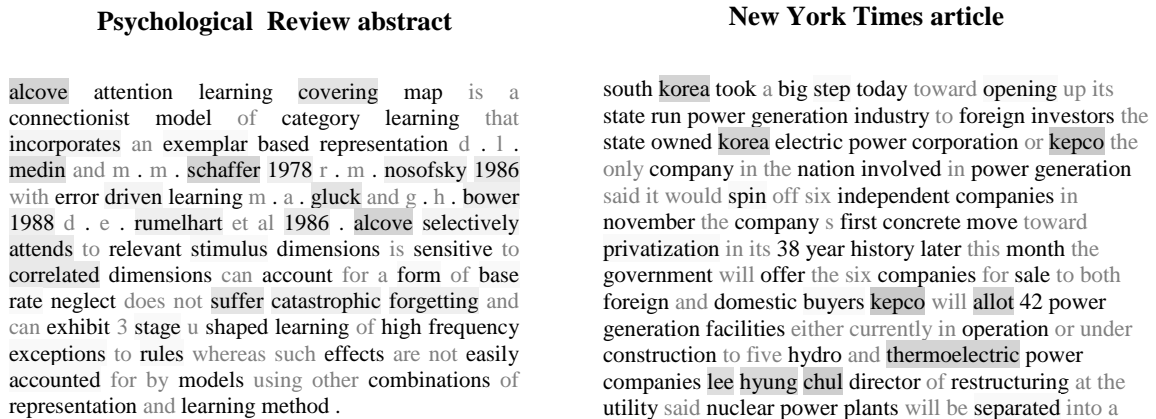 Psychological Review abstract
alcove attention learning covering map is a
connectionist model of category learning that
incorporates an exemplar based representation d . l .
medin and m . m . schaffer 1978 r . m . nosofsky 1986
with error driven learning m . a . gluck and g . h . bower
1988 d . e . rumelhart et al 1986 . alcove selectively
attends to relevant stimulus dimensions is sensitive to
correlated dimensions can account for a form of base
rate neglect does not suffer catastrophic forgetting and
can exhibit 3 stage u shaped learning of high frequency
exceptions to rules whereas such effects are not easily
accounted for by models using other combinations of
representation and learning method .
New York Times article
south korea took a big step today toward opening up its
state run power generation industry to foreign investors the
state owned korea electric power corporation or kepco the
only company in the nation involved in power generation
said it would spin off six independent companies in
november the company s first concrete move toward
privatization in its 38 year history later this month the
government will offer the six companies for sale to both
foreign and domestic buyers kepco will allot 42 power
generation facilities either currently in operation or under
construction to five hydro and thermoelectric power
companies lee hyung chul director of restructuring at the
utility said nuclear power plants will be separated into a